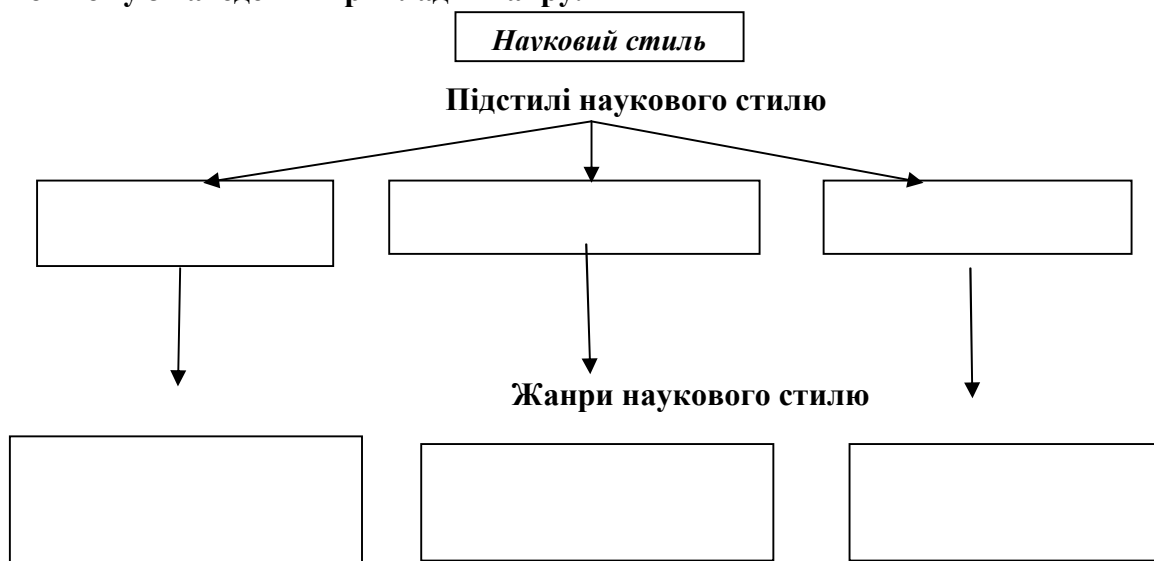 Науковий стиль
Підстилі наукового стилю
Жанри наукового стилю